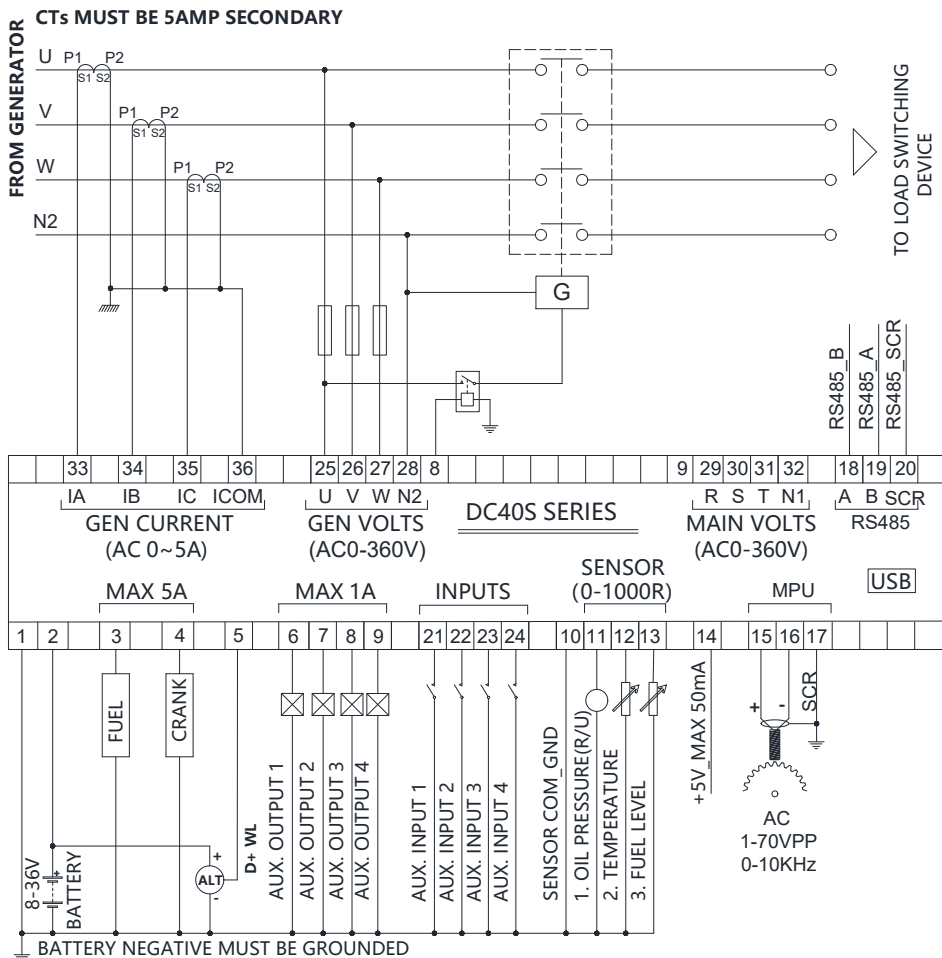 CTs MUST BE 5AMP SECONDARY
FROM GENERATOR
U P1 P2
S1 S2
V P1 P2
S1 S2
W P1 P2
S1 S2
N2
TO LOAD SWITCHING
DEVICE
G
RS485_B
RS485_A
RS485_SCR
33 34 35 36 25 26 27 28 8 9 29 30 31 32 18 19 20
IA IB IC ICOM U V W N2 R S T N1 A B SCR
GEN CURRENT
(AC 0~5A)
GEN VOLTS
(AC0-360V)
DC40S SERIES
MAIN VOLTS
(AC0-360V)
RS485
MAX 5A
MAX 1A
INPUTS
SENSOR
(0-1000R)
MPU
USB
1 2 3 4 5 6 7 8 9 21 22 23 24 10 11 12 13 14 15 16 17
8-36V
BATTERY
+
FUEL
CRANK
+
ALT
-
D+ WL
AUX. OUTPUT 1
AUX. OUTPUT 2
AUX. OUTPUT 3
AUX. OUTPUT 4
AUX. INPUT 1
AUX. INPUT 2
AUX. INPUT 3
AUX. INPUT 4
SENSOR COM_GND
1. OIL PRESSURE(R/U)
2. TEMPERATURE
3. FUEL LEVEL
+5V_MAX 50mA
+ -
SCR
AC
1-70VPP
0-10KHz
BATTERY NEGATIVE MUST BE GROUNDED